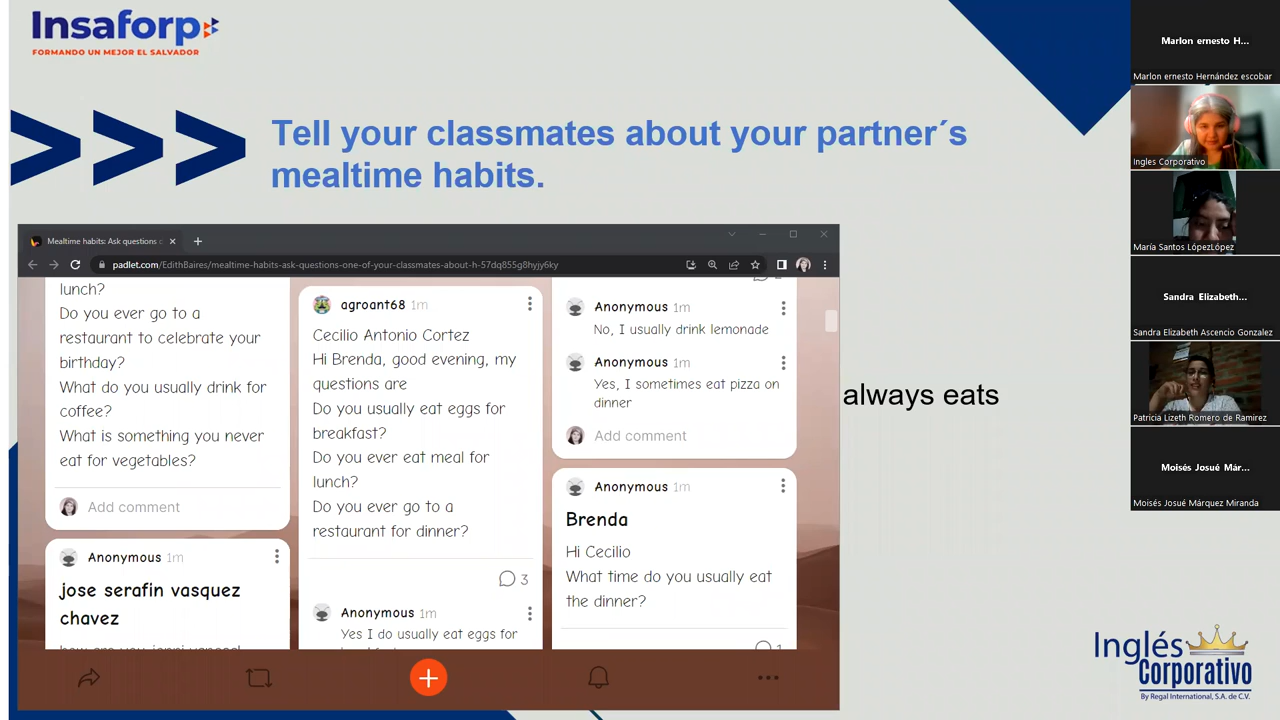 Insaforp
FORMANDO UN MEJOR EL SALVADOR
>>> Tell your classmates about your partner´s
mealtime habits.
Mealtime habits: Ask questions
padlet.com/EdithBaires/mealtime-habits-ask-questions-one-of-your-classmates-about-h-57dq855g8hyjy6ky
lunch?
Do you ever go to a
restaurant to celebrate your
birthday?
What do you usually drink for
coffee?
What is something you never
eat for vegetables?
Add comment
Anonymous 1m
jose serafin vasquez
chavez
agroant68 1m
Cecilio Antonio Cortez
Hi Brenda, good evening, my
questions are
Do you usually eat eggs for
breakfast?
Do you ever eat meal for
lunch?
Do you ever go to a
restaurant for dinner?
3
Anonymous 1m
Yes I do usually eat eggs for
Anonymous 1m
No, I usually drink lemonade
Anonymous 1m
Yes, I sometimes eat pizza on
dinner
Add comment
Anonymous 1m
Brenda
Hi Cecilio
What time do you usually eat
the dinner?
1
always eats
Marlon ernesto H...
Marlon ernesto Hernández escobar
Ingles Corporativo
María Santos LópezLópez
Sandra Elizabeth...
Sandra Elizabeth Ascencio Gonzalez
Patricia Lizeth Romero de Ramirez
Moisés Josué Már...
Moisés Josué Márquez Miranda
Inglés
Corporativo
By Regal International, S.A. de C.V.